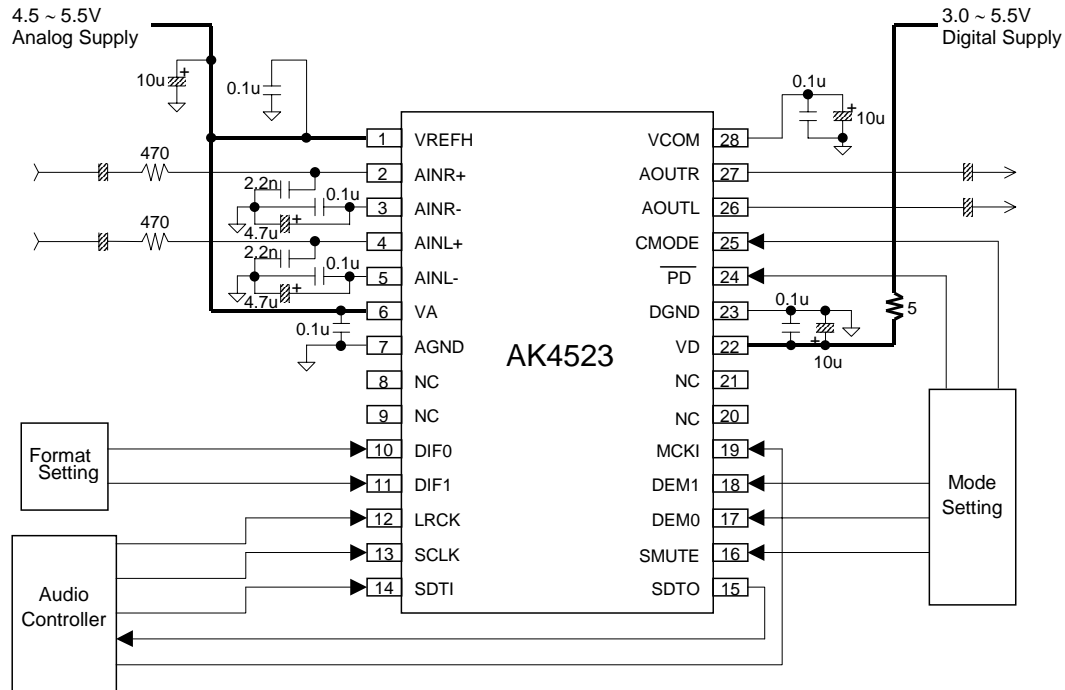 4.5 ~ 5.5V
Analog Supply
3.0 ~ 5.5V
Digital Supply
10u
+
0.1u
0.1u
+
10u
1 VREFH
VCOM 28
470
2 AINR+
AOUTR 27
2.2n
0.1u
3 AINR-
AOUTL 26
+
470
4.7u
4 AINL+
CMODE 25
2.2n
0.1u
5 AINL-
PD 24
+
4.7u
6 VA
DGND 23
0.1u
5
0.1u
7 AGND
VD 22
+
10u
AK4523
8 NC
NC 21
9 NC
NC 20
Format
Setting
10 DIF0
MCKI 19
11 DIF1
DEM1 18
Mode
Setting
12 LRCK
DEM0 17
13 SCLK
SMUTE 16
14 SDTI
SDTO 15
Audio
Controller